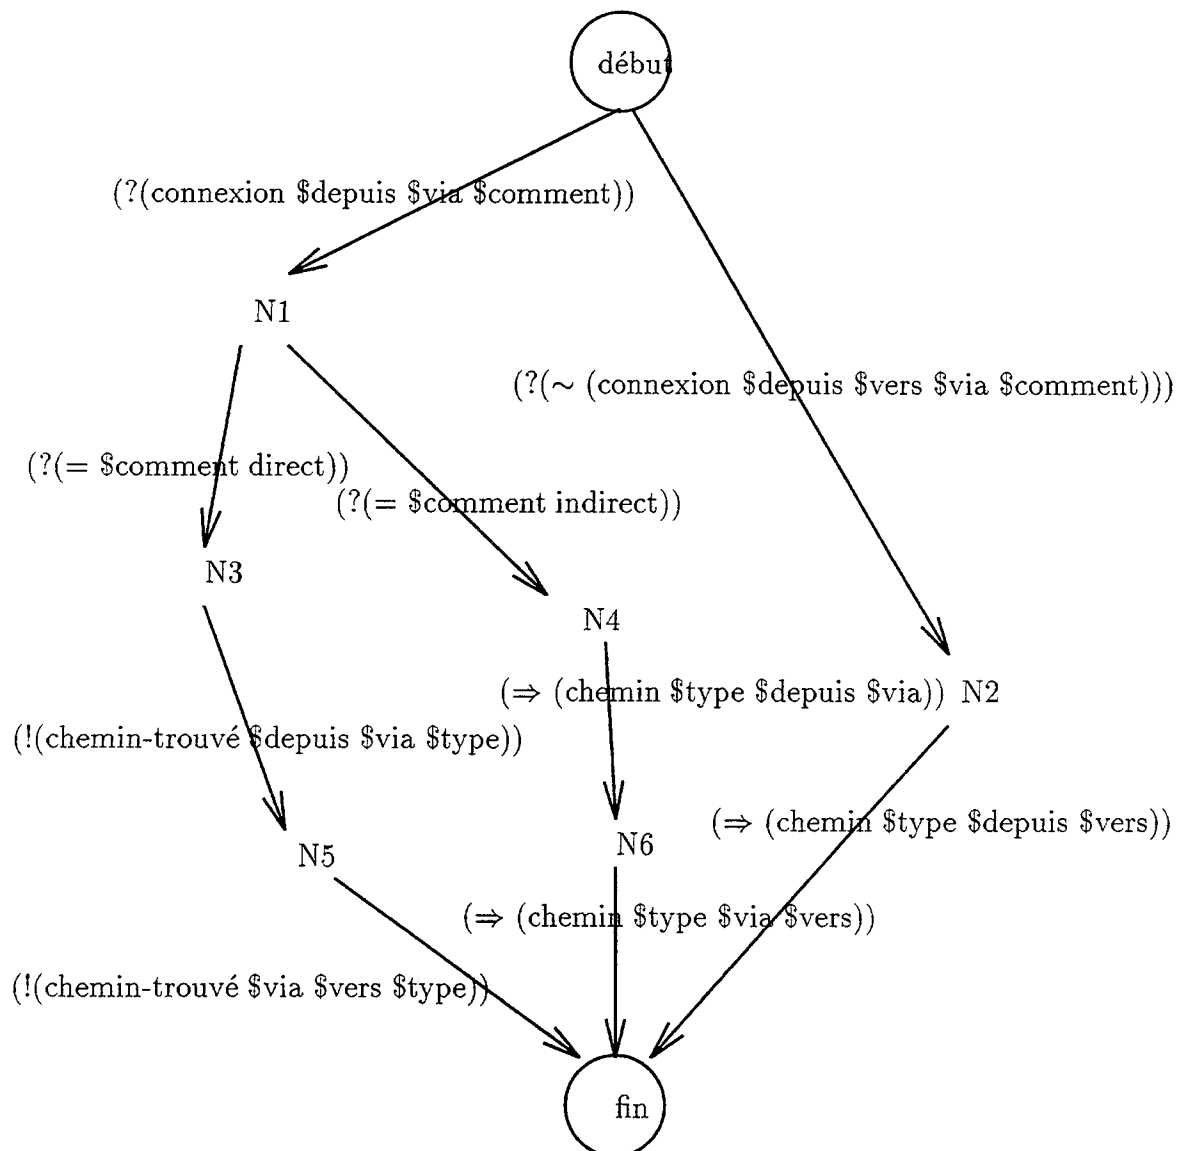 début
(?(connexion $depuis $via $comment))
N1
(?(∼ (connexion $depuis $vers $via $comment)))
(?(= $comment direct))
(?(= $comment indirect))
N3
N4
(⇒ (chemin $type $depuis $via)) N2
(!(chemin-trouvé $depuis $via $type))
(⇒ (chemin $type $depuis $vers))
N6
N5
(⇒ (chemin $type $via $vers))
(!(chemin-trouvé $via $vers $type))
fin